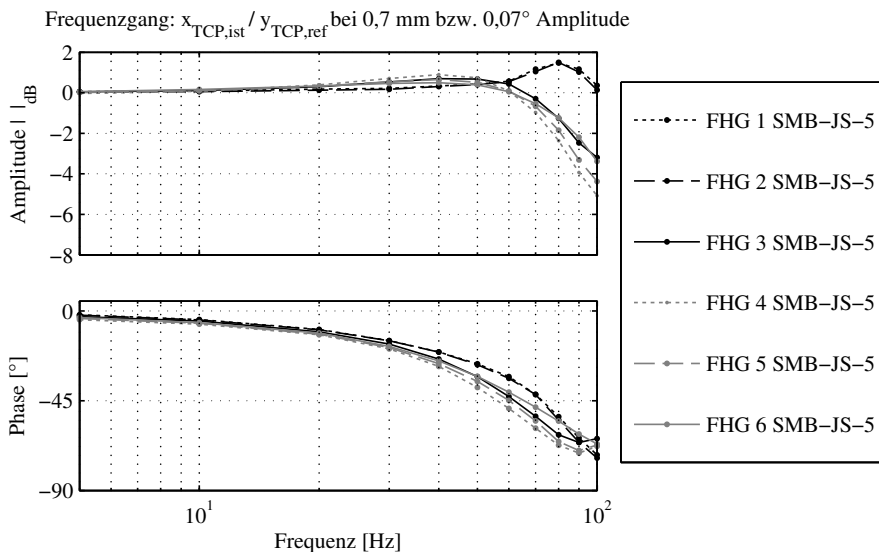 Frequenzgang: x_TCP,ist / y_TCP,ref bei 0,7 mm bzw. 0,07° Amplitude
Amplitude | |_dB
2
0
−2
−4
−6
−8
Phase [°]
0
−45
−90
10^1
10^2
Frequenz [Hz]
FHG 1 SMB−JS−5
FHG 2 SMB−JS−5
FHG 3 SMB−JS−5
FHG 4 SMB−JS−5
FHG 5 SMB−JS−5
FHG 6 SMB−JS−5